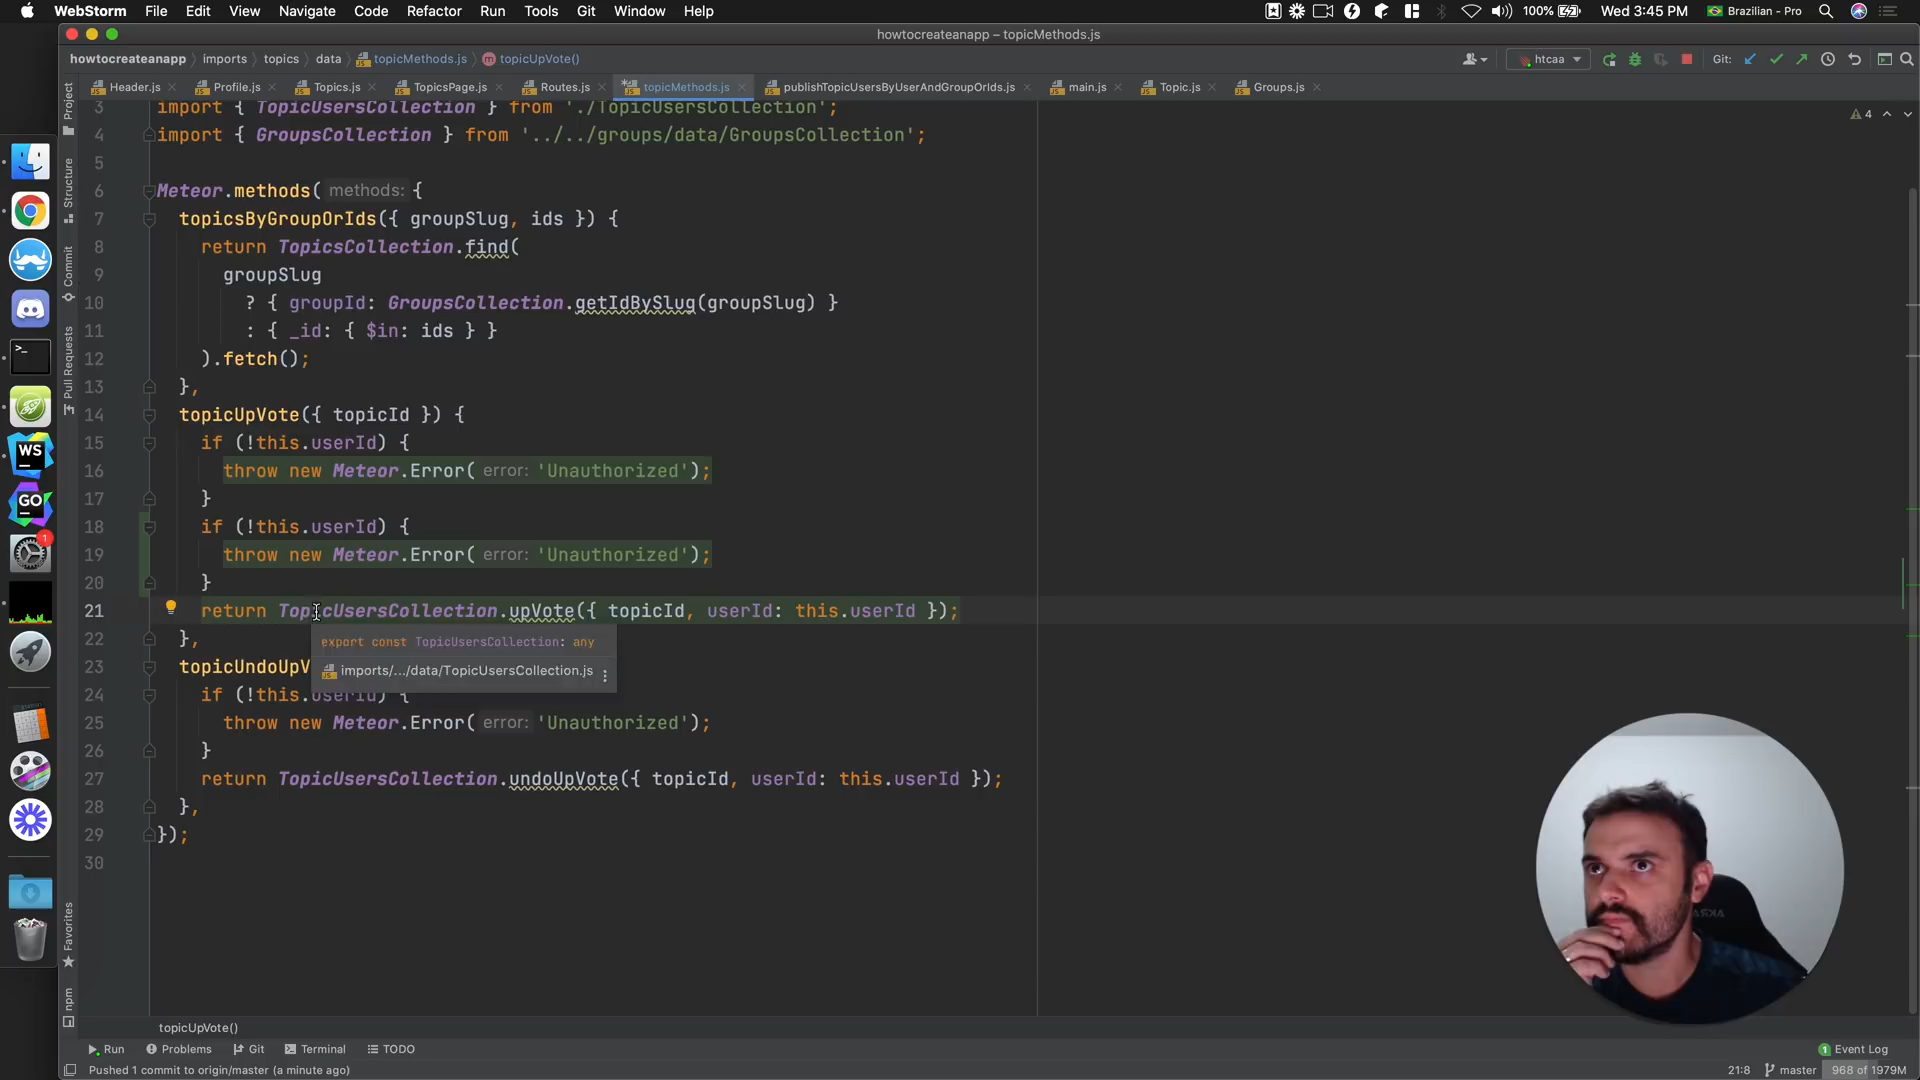 WebStorm File Edit View Navigate Code Refactor Run Tools Git Window Help 100% Wed 3:45 PM Brazilian - Pro
howtocreateanapp – topicMethods.js
howtocreateanapp imports topics data topicMethods.js topicUpVote() htcaa Git:
Header.js Profile.js Topics.js TopicsPage.js Routes.js topicMethods.js publishTopicUsersByUserAndGroupOrIds.js main.js Topic.js Groups.js
Project
Structure
Commit
Pull Requests
Favorites
npm
4
3 import { TopicUsersCollection } from './TopicUsersCollection';
4 import { GroupsCollection } from '../../groups/data/GroupsCollection';
5
6 Meteor.methods( methods: {
7 topicsByGroupOrIds({ groupSlug, ids }) {
8 return TopicsCollection.find(
9 groupSlug
10 ? { groupId: GroupsCollection.getIdBySlug(groupSlug) }
11 : { _id: { $in: ids } }
12 ).fetch();
13 },
14 topicUpVote({ topicId }) {
15 if (!this.userId) {
16 throw new Meteor.Error( error: 'Unauthorized');
17 }
18 if (!this.userId) {
19 throw new Meteor.Error( error: 'Unauthorized');
20 }
21 return TopicUsersCollection.upVote({ topicId, userId: this.userId });
22 },
export const TopicUsersCollection: any
imports/.../data/TopicUsersCollection.js
23 topicUndoUpV
24 if (!this.userId) {
25 throw new Meteor.Error( error: 'Unauthorized');
26 }
27 return TopicUsersCollection.undoUpVote({ topicId, userId: this.userId });
28 },
29 });
30
WS
GO
1
AKRA
topicUpVote()
Run Problems Git Terminal TODO 1 Event Log
Pushed 1 commit to origin/master (a minute ago) 21:8 master 968 of 1979M